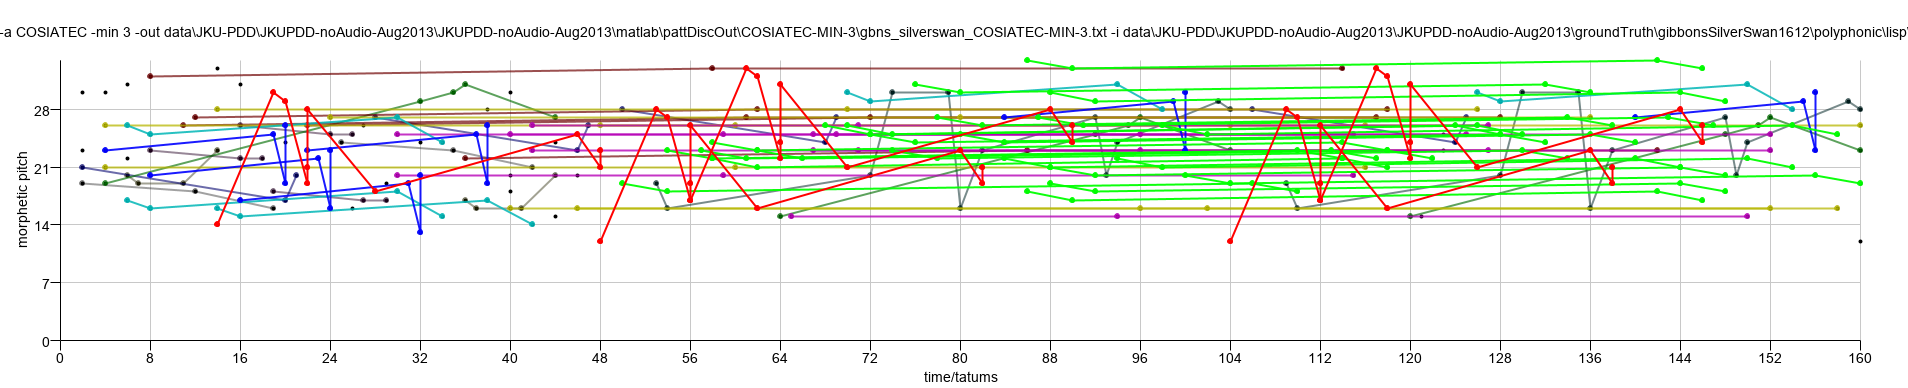 -a COSIATEC -min 3 -out data\JKU-PDD\JKUPDD-noAudio-Aug2013\JKUPDD-noAudio-Aug2013\matlab\pattDiscOut\COSIATEC-MIN-3\gbns_silverswan_COSIATEC-MIN-3.txt -i data\JKU-PDD\JKUPDD-noAudio-Aug2013\JKUPDD-noAudio-Aug2013\groundTruth\gibbonsSilverSwan1612\polyphonic\lisp\
morphetic pitch
28
21
14
7
0
0 8 16 24 32 40 48 56 64 72 80 88 96 104 112 120 128 136 144 152 160
time/tatums